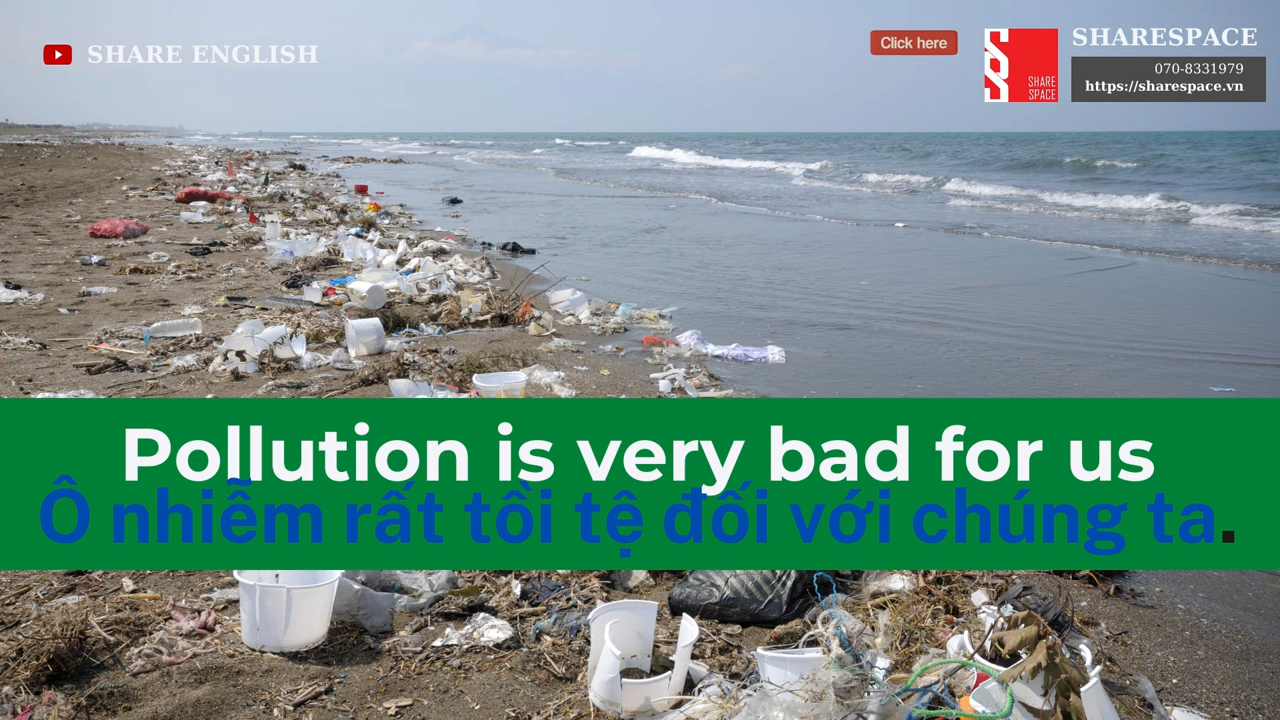 SHARE ENGLISH
Click here
SHARE
SPACE
SHARESPACE
070-8331979
https://sharespace.vn
Pollution is very bad for us
Ô nhiễm rất tồi tệ đối với chúng ta.